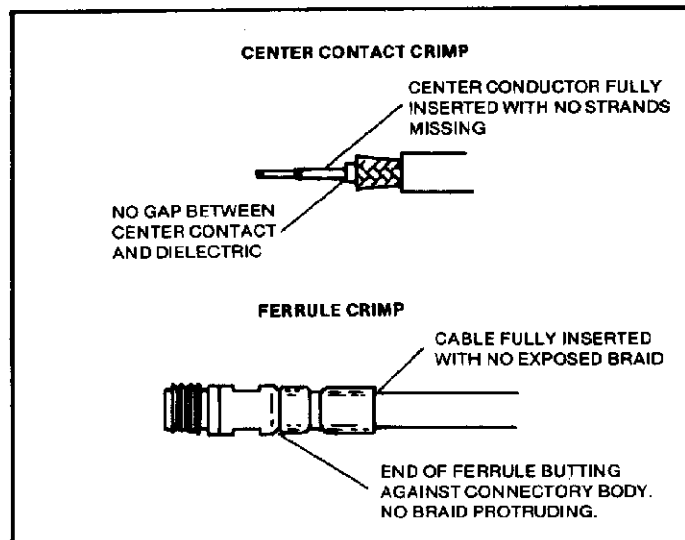 CENTER CONTACT CRIMP
CENTER CONDUCTOR FULLY
INSERTED WITH NO STRANDS
MISSING
NO GAP BETWEEN
CENTER CONTACT
AND DIELECTRIC
FERRULE CRIMP
CABLE FULLY INSERTED
WITH NO EXPOSED BRAID
END OF FERRULE BUTTING
AGAINST CONNECTORY BODY.
NO BRAID PROTRUDING.